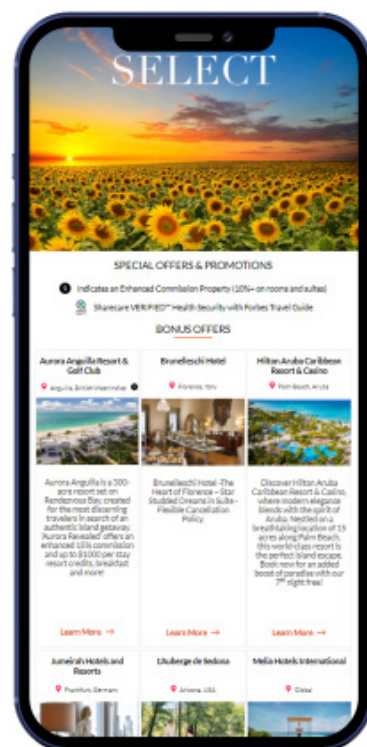 SELECT
SPECIAL OFFERS & PROMOTIONS
Indicates an Enhanced Commission Property (10%+ on rooms and suites)
Sharecare VERIFIED™ Health Security with Forbes Travel Guide
BONUS OFFERS
Aurora Anguilla Resort &
Golf Club
Anguilla, British West Indies
Aurora Anguilla is a 300-
acre resort set on
Rendezvous Bay, created
for the most discerning
travelers in search of an
authentic island getaway.
'Aurora Revealed' offers an
enhanced 15% commission
and up to $1000 per stay
resort credits, breakfast
and more!
Learn More →
Brunelleschi Hotel
Florence, Italy
Brunelleschi Hotel -The
Heart of Florence - Star
Studded Dreams in Suite -
Flexible Cancellation
Policy.
Learn More →
Hilton Aruba Caribbean
Resort & Casino
Palm Beach, Aruba
Discover Hilton Aruba
Caribbean Resort & Casino,
where modern elegance
blends with the spirit of
Aruba. Nestled on a
breathtaking location of 15
acres along Palm Beach,
this world-class resort is
the perfect island escape.
Book now for an added
boost of paradise with our
7th night free!
Learn More →
Jumeirah Hotels and
Resorts
Frankfurt, Germany
L'Auberge de Sedona
Arizona, USA
Melia Hotels International
Global